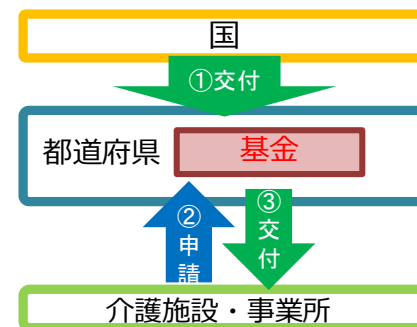 国
①交付
都道府県
基金
②申請
③交付
介護施設・事業所